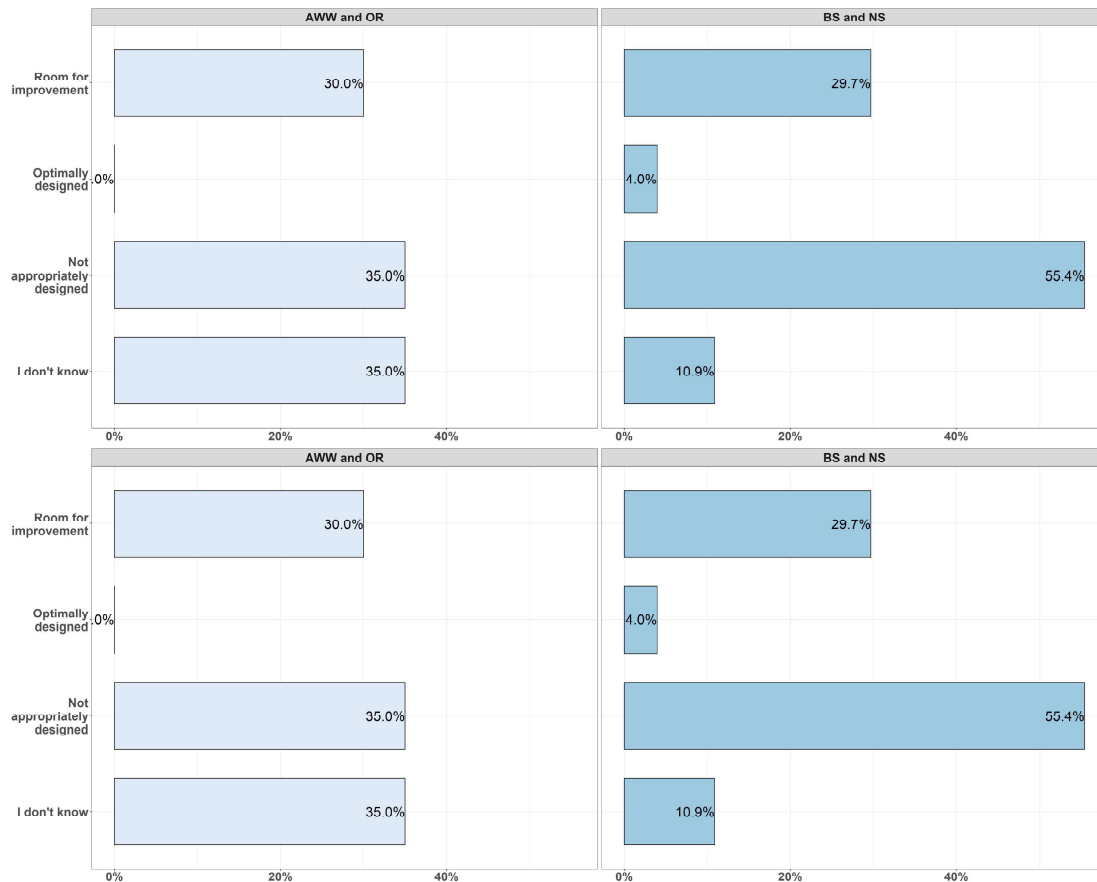 AWW and OR
BS and NS
Room for
improvement
30.0%
29.7%
Optimally
designed
.0%
4.0%
Not
appropriately
designed
35.0%
55.4%
I don't know
35.0%
10.9%
0%
20%
40%
0%
20%
40%
AWW and OR
BS and NS
Room for
improvement
30.0%
29.7%
Optimally
designed
.0%
4.0%
Not
appropriately
designed
35.0%
55.4%
I don't know
35.0%
10.9%
0%
20%
40%
0%
20%
40%